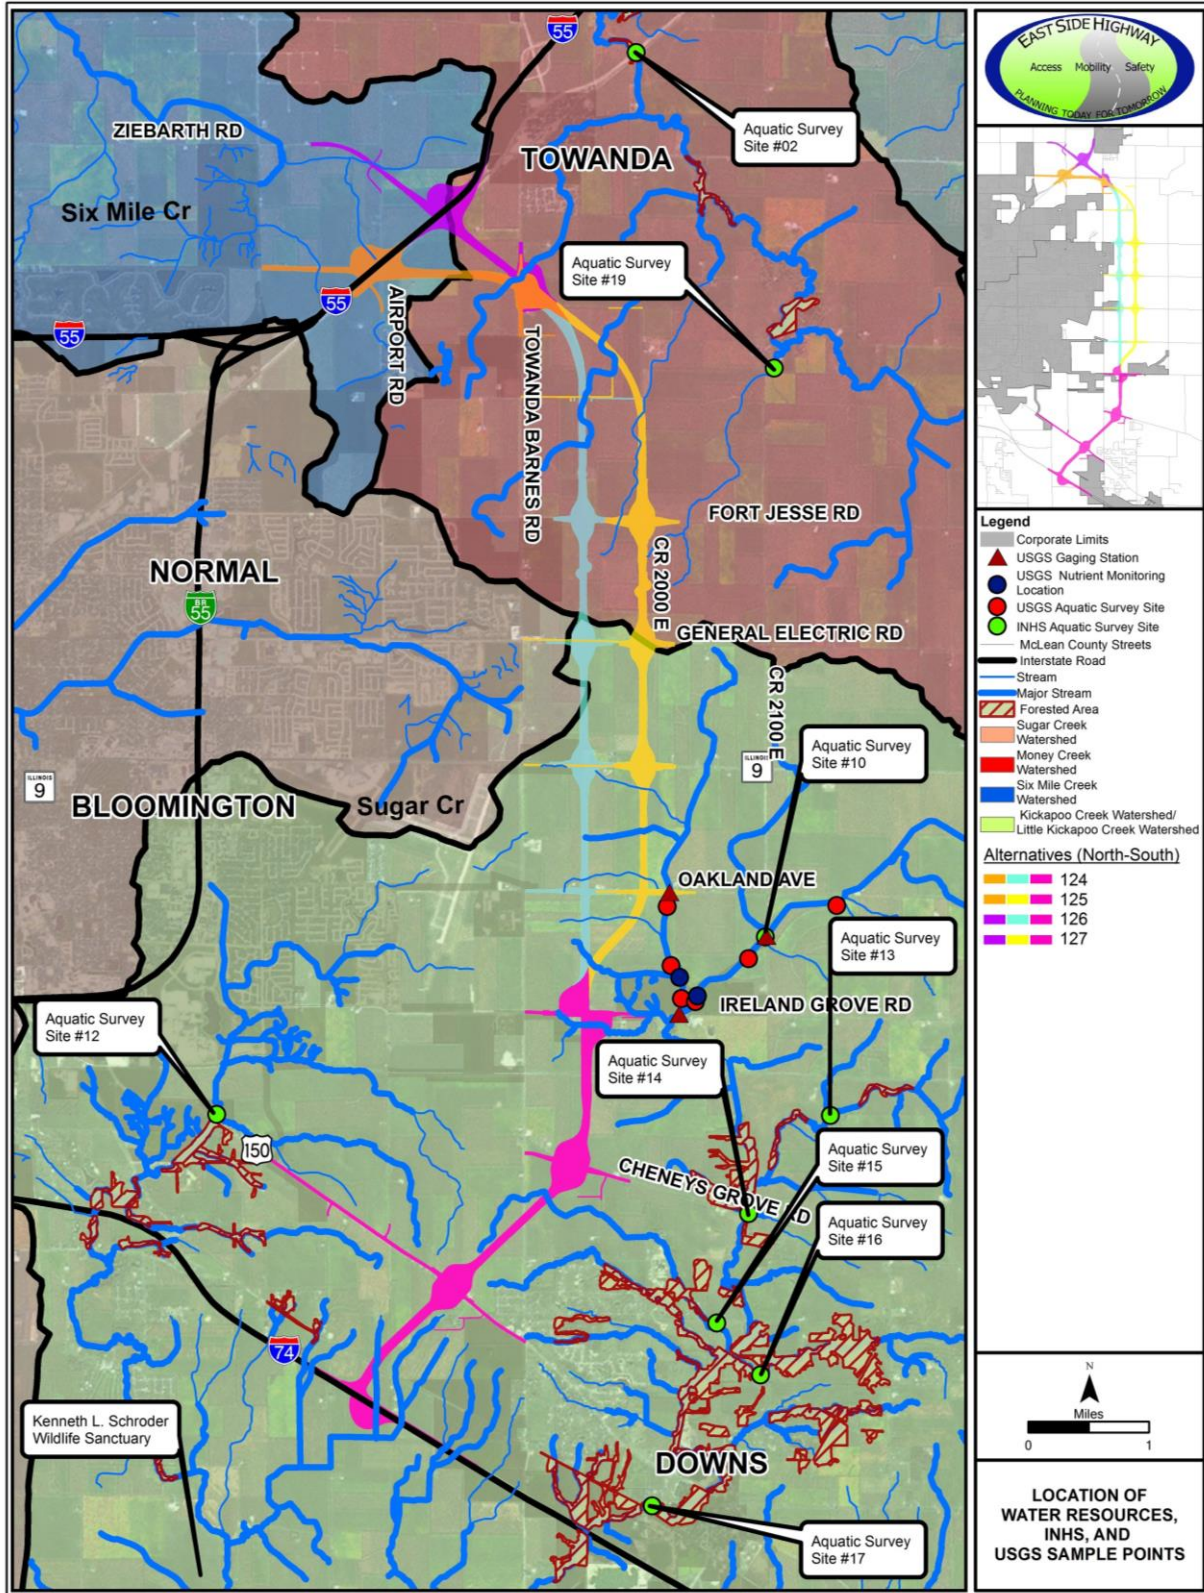 55
ZIEBARTH RD
TOWANDA
Aquatic Survey
Site #02
Six Mile Cr
Aquatic Survey
Site #19
55
55
AIRPORT RD
TOWANDA BARNES RD
FORT JESSE RD
CR 2000 E
NORMAL
BR
55
GENERAL ELECTRIC RD
CR 2100 E
ILLINOIS
9
ILLINOIS
9
Aquatic Survey
Site #10
BLOOMINGTON
Sugar Cr
OAKLAND AVE
Aquatic Survey
Site #13
IRELAND GROVE RD
Aquatic Survey
Site #12
Aquatic Survey
Site #14
150
Aquatic Survey
Site #15
CHENEYS GROVE RD
Aquatic Survey
Site #16
74
Kenneth L. Schroder
Wildlife Sanctuary
DOWNS
Aquatic Survey
Site #17
EAST SIDE HIGHWAY
Access Mobility Safety
PLANNING TODAY FOR TOMORROW
Legend
Corporate Limits
USGS Gaging Station
USGS Nutrient Monitoring
Location
USGS Aquatic Survey Site
INHS Aquatic Survey Site
McLean County Streets
Interstate Road
Stream
Major Stream
Forested Area
Sugar Creek
Watershed
Money Creek
Watershed
Six Mile Creek
Watershed
Kickapoo Creek Watershed/
Little Kickapoo Creek Watershed
Alternatives (North-South)
124
125
126
127
N
Miles
0 1
LOCATION OF
WATER RESOURCES,
INHS, AND
USGS SAMPLE POINTS